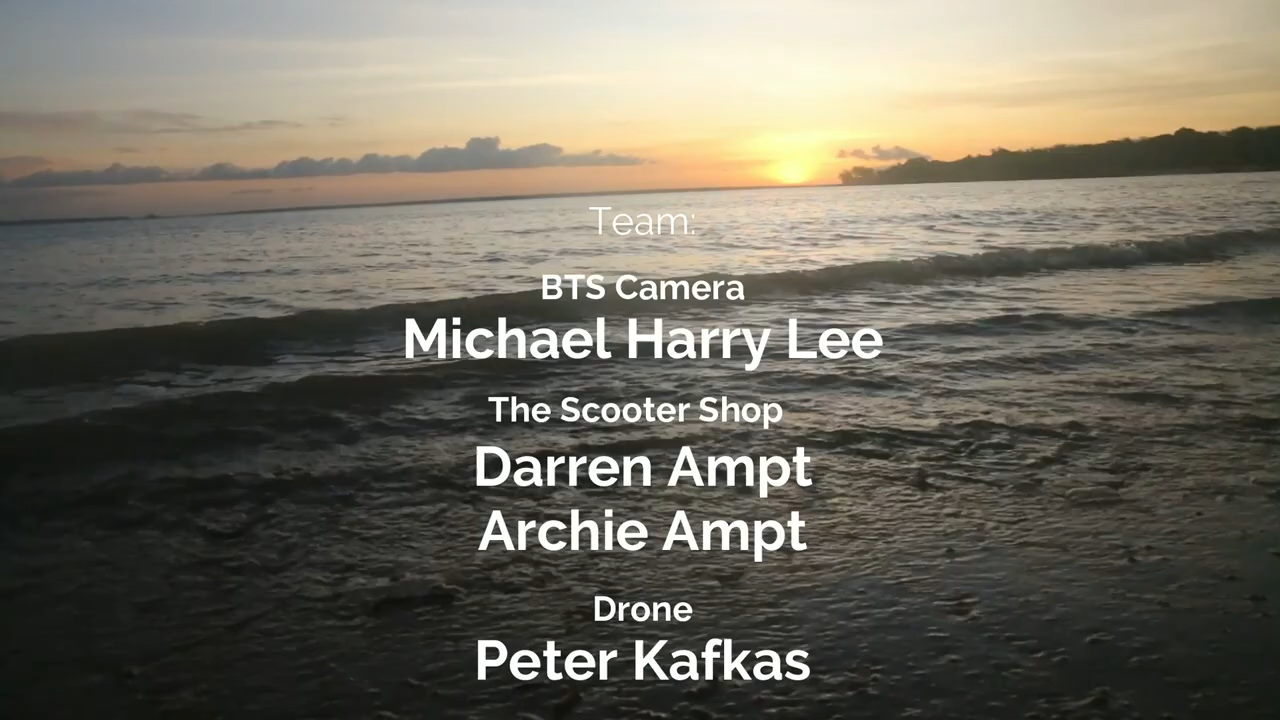 Team:
BTS Camera
Michael Harry Lee
The Scooter Shop
Darren Ampt
Archie Ampt
Drone
Peter Kafkas